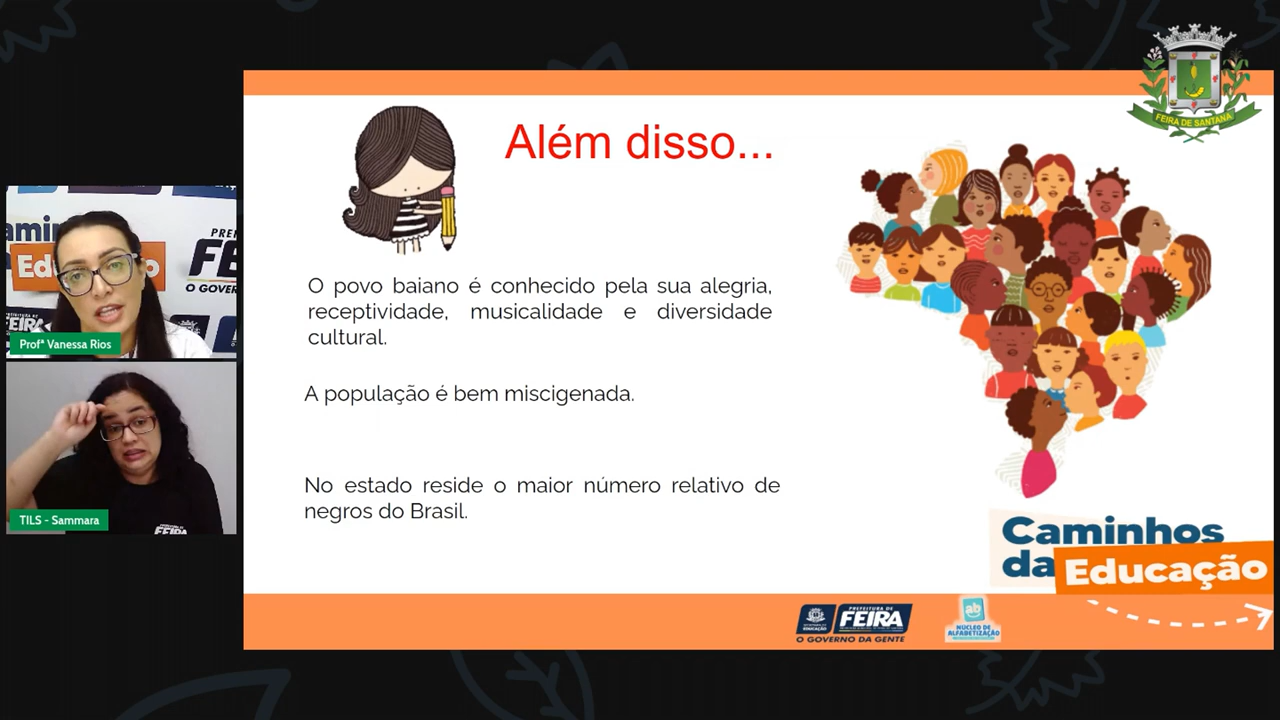 FEIRA DE SANTANA
Além disso...
O povo baiano é conhecido pela sua alegria,
receptividade, musicalidade e diversidade
cultural.
A população é bem miscigenada.
No estado reside o maior número relativo de
negros do Brasil.
Profª Vanessa Rios
TILS - Sammara
Caminhos
da Educação
PREFEITURA DE
FEIRA
O GOVERNO DA GENTE
NÚCLEO DE
ALFABETIZAÇÃO